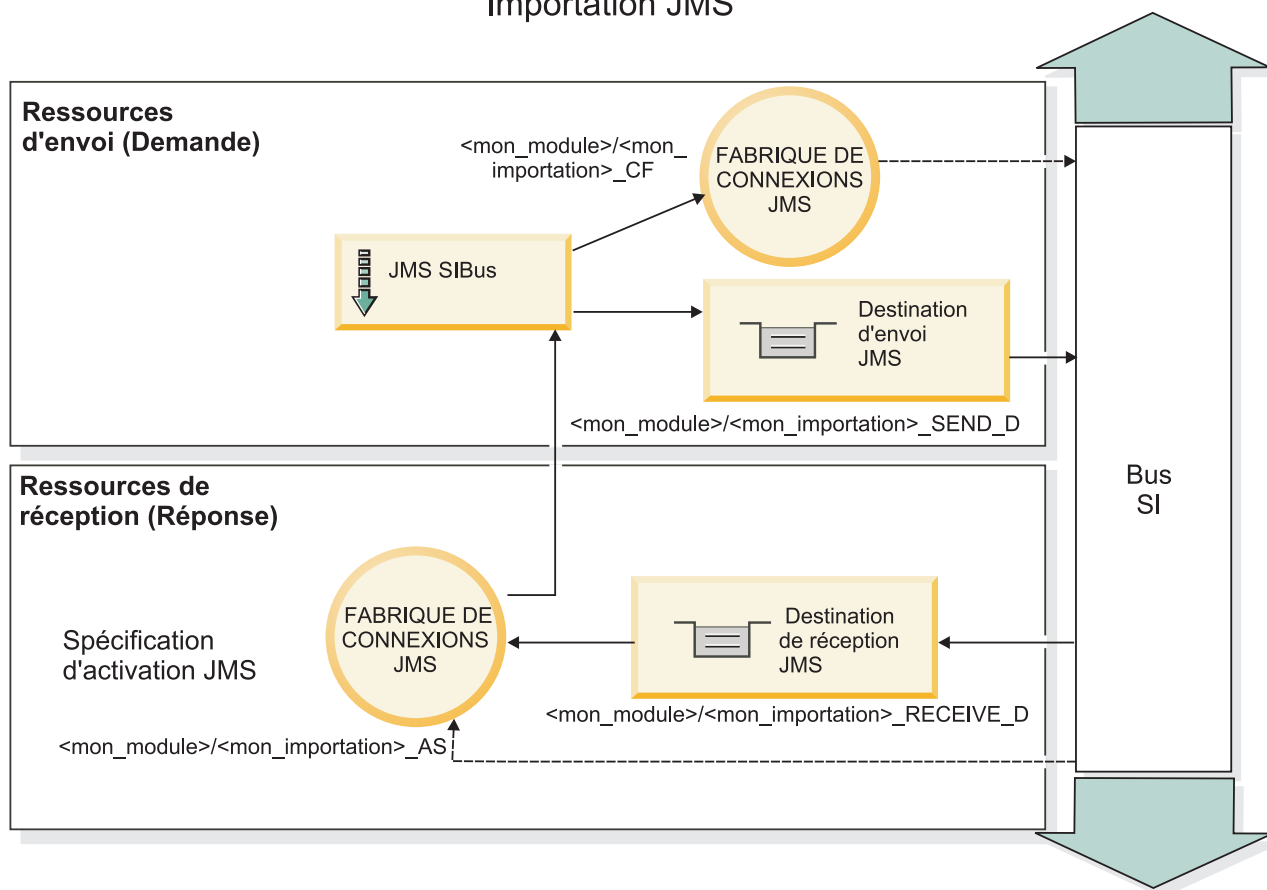 Importation JMS
Ressources
d'envoi (Demande)
<mon_module>/<mon_
importation>_CF
FABRIQUE DE
CONNEXIONS
JMS
JMS SIBus
Destination
d'envoi
JMS
<mon_module>/<mon_importation>_SEND_D
Bus
SI
Ressources de
réception (Réponse)
Spécification
d'activation JMS
FABRIQUE DE
CONNEXIONS
JMS
Destination
de réception
JMS
<mon_module>/<mon_importation>_RECEIVE_D
<mon_module>/<mon_importation>_AS